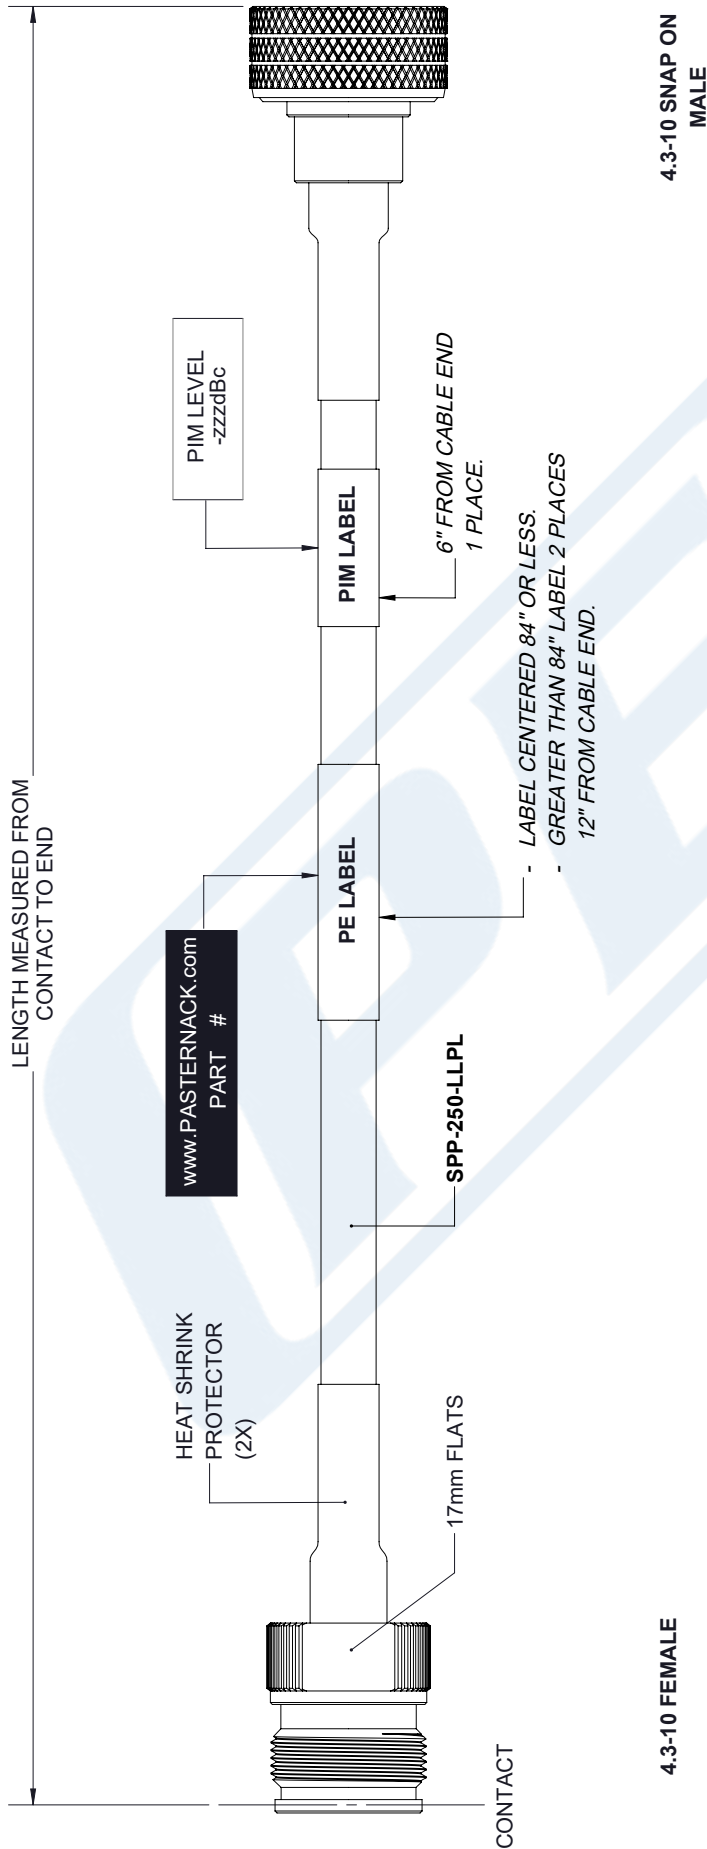 LENGTH MEASURED FROM
CONTACT TO END
HEAT SHRINK
PROTECTOR
(2X)
www.PASTERNACK.com
PART #
PIM LEVEL
-zzzdBc
PE LABEL
PIM LABEL
CONTACT
17mm FLATS
SPP-250-LLPL
6" FROM CABLE END
1 PLACE.
- LABEL CENTERED 84" OR LESS.
- GREATER THAN 84" LABEL 2 PLACES
12" FROM CABLE END.
4.3-10 FEMALE
4.3-10 SNAP ON
MALE